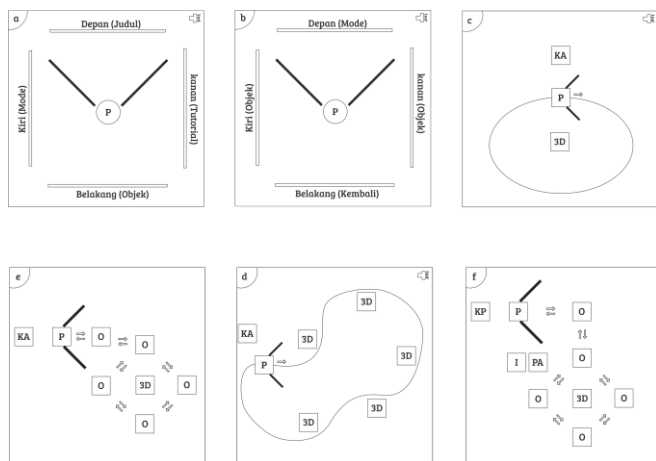 a
Depan (Judul)
Kiri (Mode)
P
kanan (Tutorial)
Belakang (Objek)
b
Depan (Mode)
Kiri (Objek)
P
kanan (Objek)
Belakang (Kembali)
c
KA
P
3D
e
KA
P
O
O
O
3D
O
O
d
3D
KA
3D
3D
P
3D
3D
f
KP
P
O
I
PA
O
O
3D
O
O